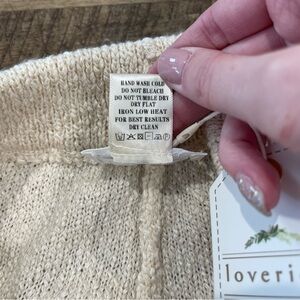 HAND WASH COLD
DO NOT BLEACH
DO NOT TUMBLE DRY
DRY FLAT
IRON LOW HEAT
FOR BEST RESULTS
DRY CLEAN
loveri